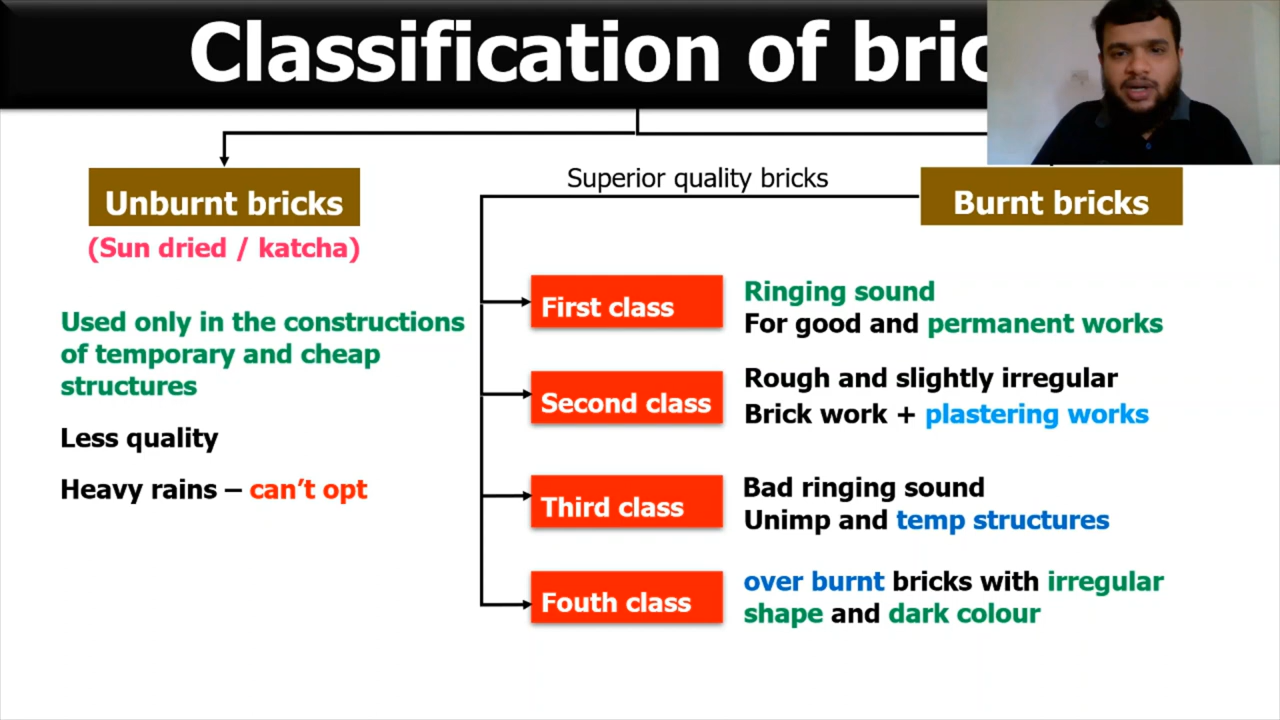 Classification of bric
Unburnt bricks
(Sun dried / katcha)
Used only in the constructions
of temporary and cheap
structures
Less quality
Heavy rains – can't opt
Superior quality bricks
Burnt bricks
First class
Ringing sound
For good and permanent works
Second class
Rough and slightly irregular
Brick work + plastering works
Third class
Bad ringing sound
Unimp and temp structures
Fouth class
over burnt bricks with irregular
shape and dark colour